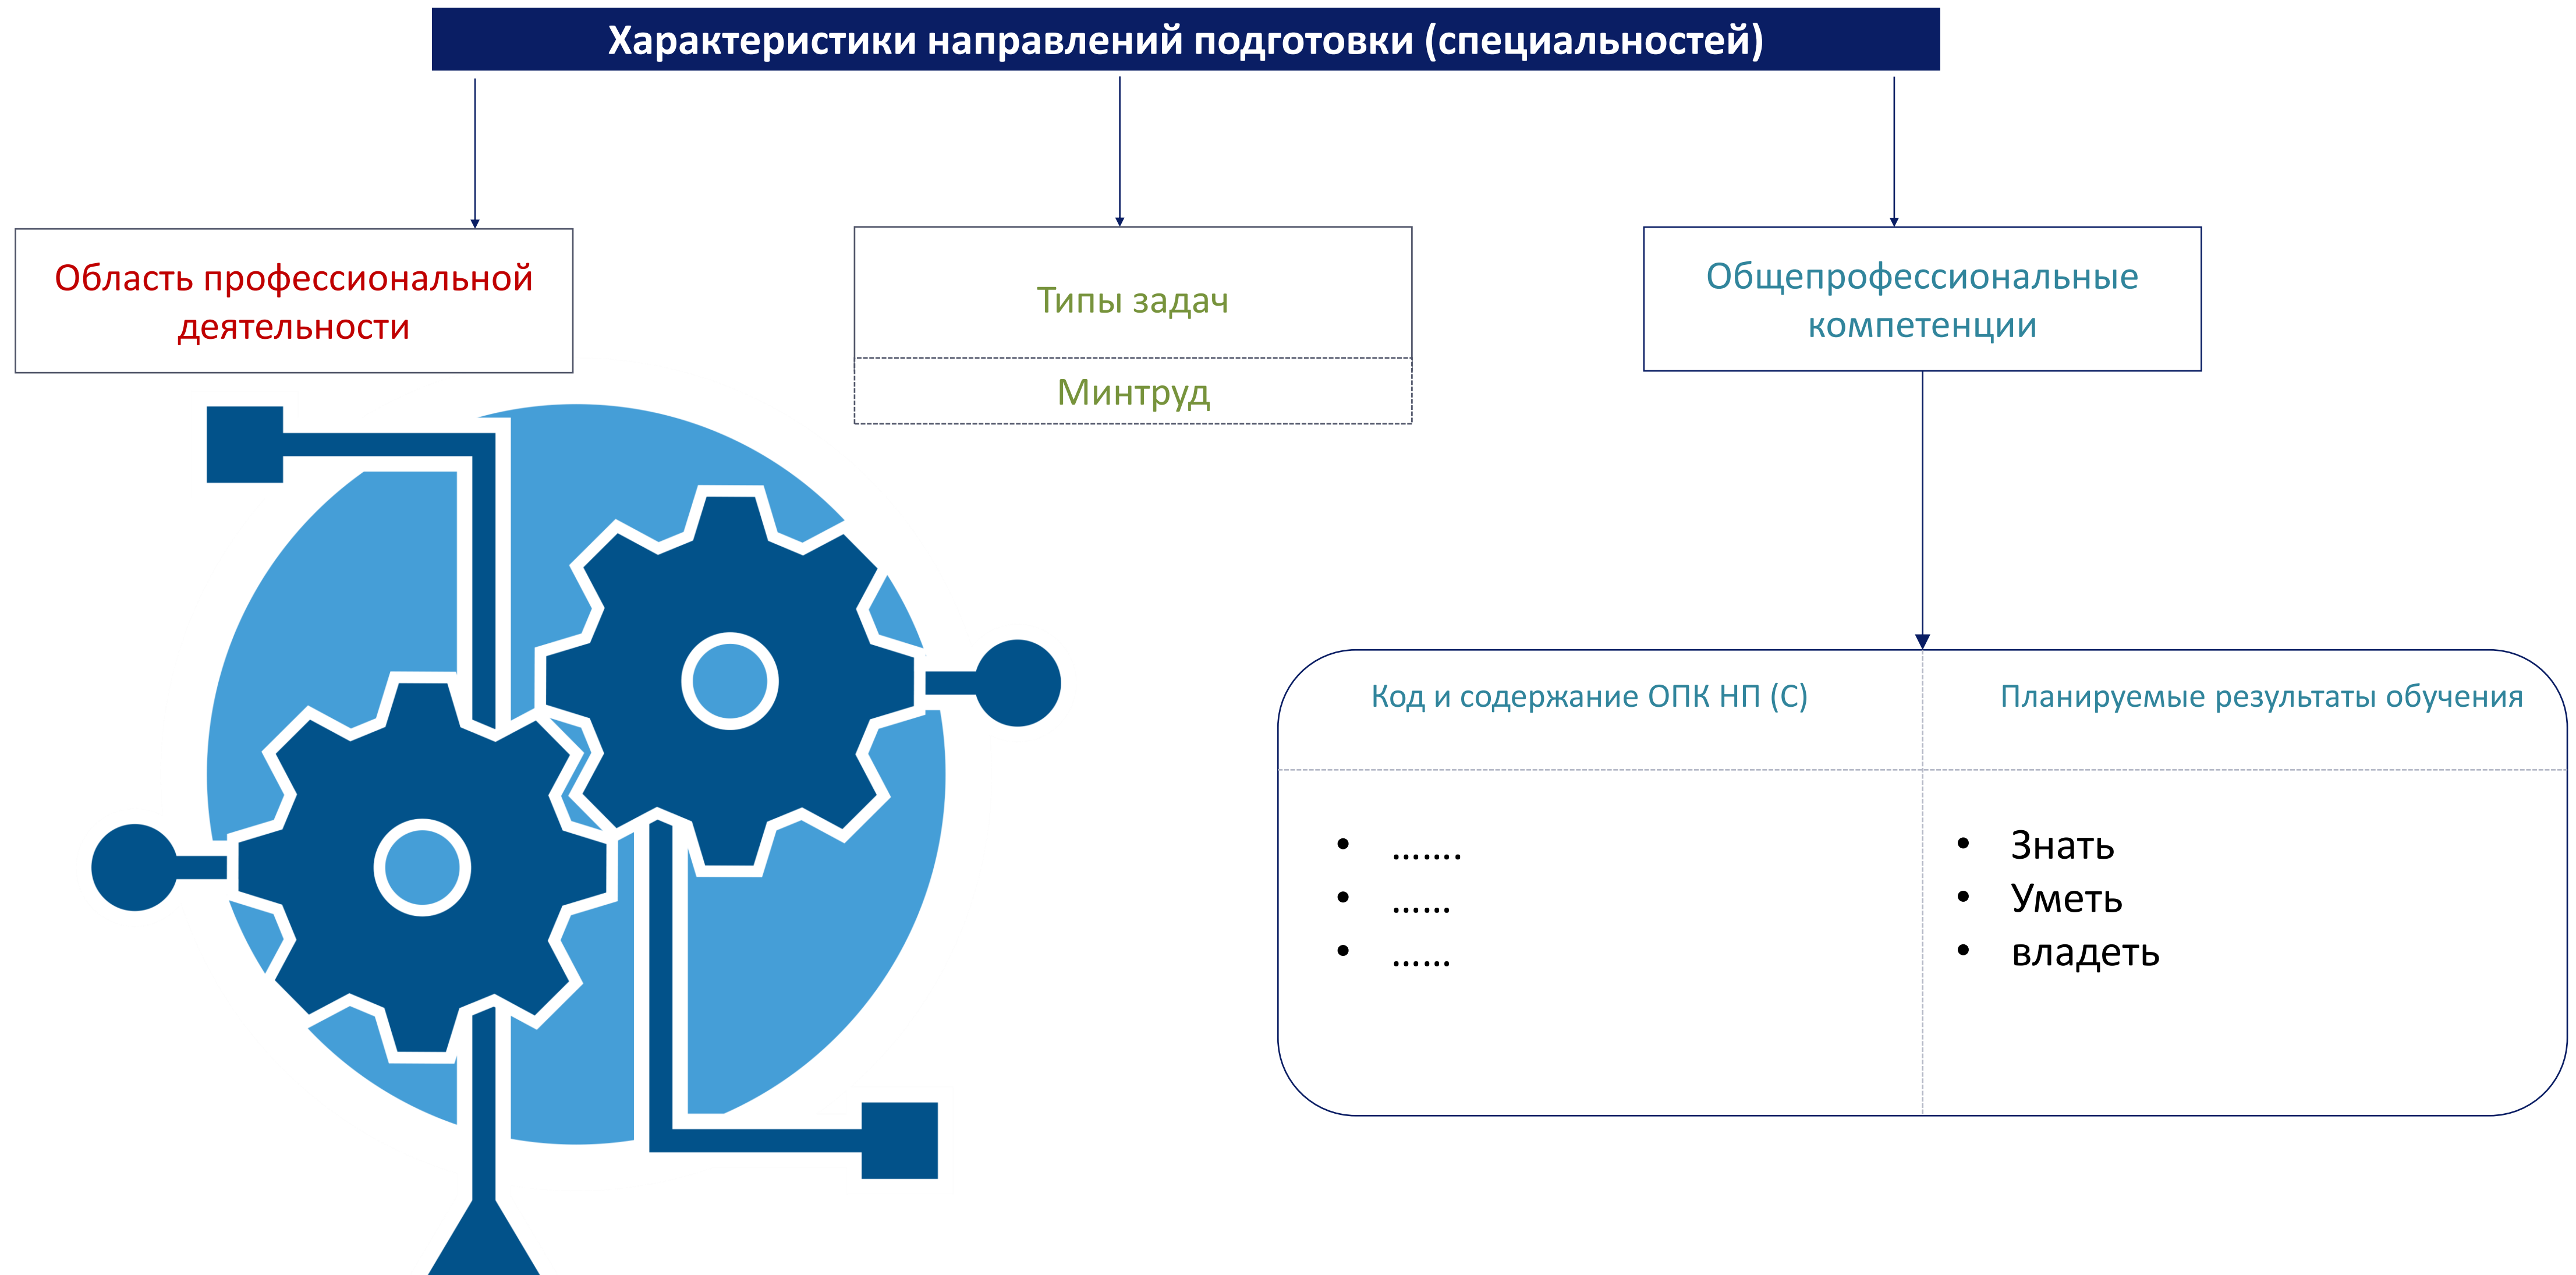 Характеристики направлений подготовки (специальностей)
Область профессиональной
деятельности
Типы задач
Минтруд
Общепрофессиональные
компетенции
Код и содержание ОПК НП (С)
Планируемые результаты обучения
• …….
• ……
• ……
• Знать
• Уметь
• владеть